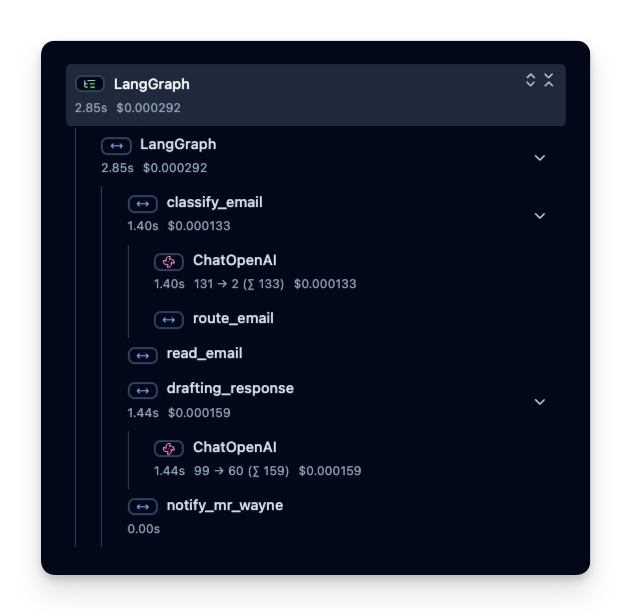 LangGraph
2.85s $0.000292
LangGraph
2.85s $0.000292
classify_email
1.40s $0.000133
ChatOpenAI
1.40s 131 → 2 (∑ 133) $0.000133
route_email
read_email
drafting_response
1.44s $0.000159
ChatOpenAI
1.44s 99 → 60 (∑ 159) $0.000159
notify_mr_wayne
0.00s